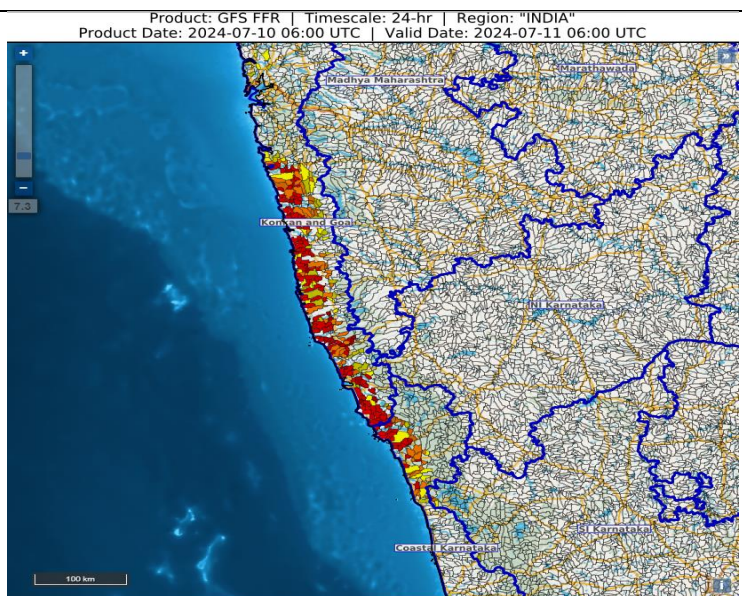 Product: GFS FFR | Timescale: 24-hr | Region: "INDIA"
Product Date: 2024-07-10 06:00 UTC | Valid Date: 2024-07-11 06:00 UTC
+
Marathawada
Madhya Maharashtra
−
7.3
Konkan and Goa
NI Karnataka
SI Karnataka
Coastal Karnataka
100 km
i